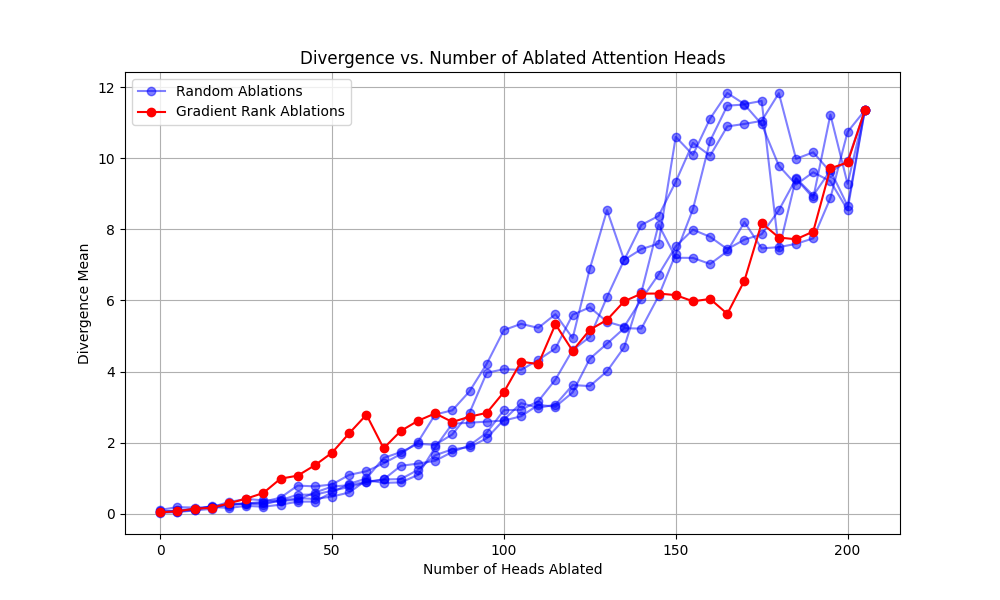 Divergence vs. Number of Ablated Attention Heads
Random Ablations
Gradient Rank Ablations
12
10
8
6
4
2
0
Divergence Mean
0 50 100 150 200
Number of Heads Ablated